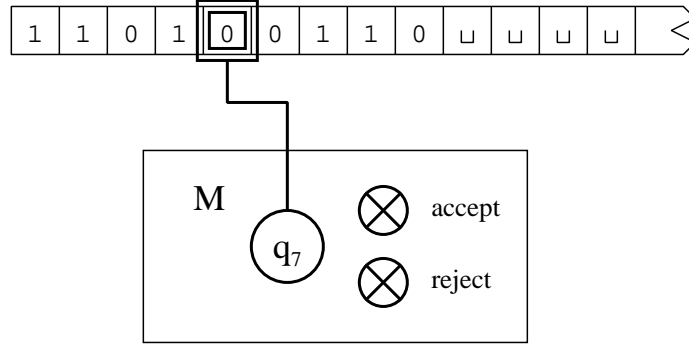 1 1 0 1 0 0 1 1 0 ⊔ ⊔ ⊔ ⊔
M
accept
q₇
reject